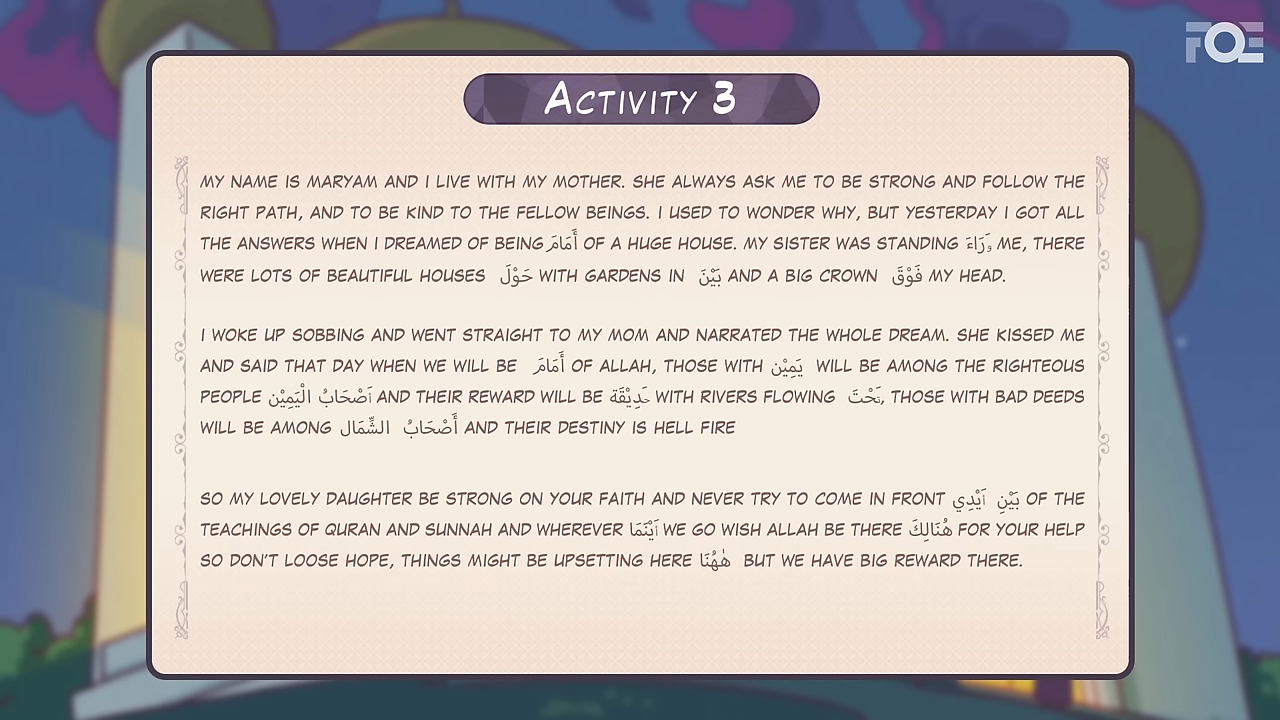 FOE
ACTIVITY 3
MY NAME IS MARYAM AND I LIVE WITH MY MOTHER. SHE ALWAYS ASK ME TO BE STRONG AND FOLLOW THE
RIGHT PATH, AND TO BE KIND TO THE FELLOW BEINGS. I USED TO WONDER WHY, BUT YESTERDAY I GOT ALL
THE ANSWERS WHEN I DREAMED OF BEING أَمَامَ OF A HUGE HOUSE. MY SISTER WAS STANDING وَرَاءَ ME, THERE
WERE LOTS OF BEAUTIFUL HOUSES حَوْلَ WITH GARDENS IN بَيْنَ AND A BIG CROWN فَوْقَ MY HEAD.
I WOKE UP SOBBING AND WENT STRAIGHT TO MY MOM AND NARRATED THE WHOLE DREAM. SHE KISSED ME
AND SAID THAT DAY WHEN WE WILL BE أَمَامَ OF ALLAH, THOSE WITH يَمِيْن WILL BE AMONG THE RIGHTEOUS
PEOPLE أَصْحَابُ الْيَمِيْن AND THEIR REWARD WILL BE حَدِيْقَة WITH RIVERS FLOWING تَحْتَ, THOSE WITH BAD DEEDS
WILL BE AMONG أَصْحَابُ الشِّمَال AND THEIR DESTINY IS HELL FIRE
SO MY LOVELY DAUGHTER BE STRONG ON YOUR FAITH AND NEVER TRY TO COME IN FRONT بَيْنِ أَيْدِي OF THE
TEACHINGS OF QURAN AND SUNNAH AND WHEREVER أَيْنَمَا WE GO WISH ALLAH BE THERE هُنَالِكَ FOR YOUR HELP
SO DON'T LOOSE HOPE, THINGS MIGHT BE UPSETTING HERE هٰهُنَا BUT WE HAVE BIG REWARD THERE.